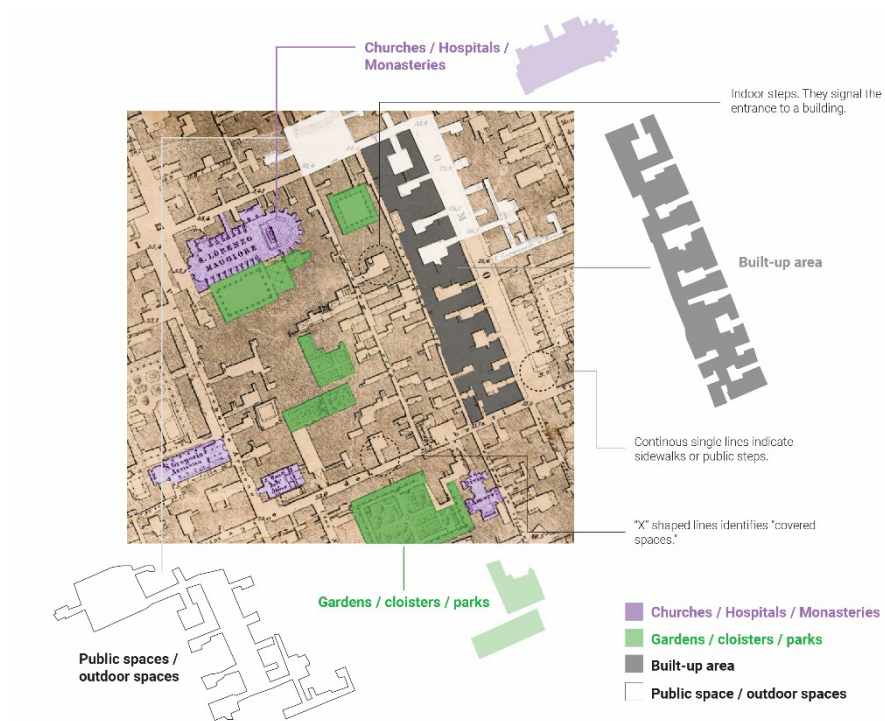 Churches / Hospitals /
Monasteries
Indoor steps. They signal the
entrance to a building.
S. LORENZO
MAGGIORE
Built-up area
Continous single lines indicate
sidewalks or public steps.
S. Gregorio
Armeno
"X" shaped lines identifies "covered
spaces."
Gardens / cloisters / parks
Public spaces /
outdoor spaces
Churches / Hospitals / Monasteries
Gardens / cloisters / parks
Built-up area
Public space / outdoor spaces